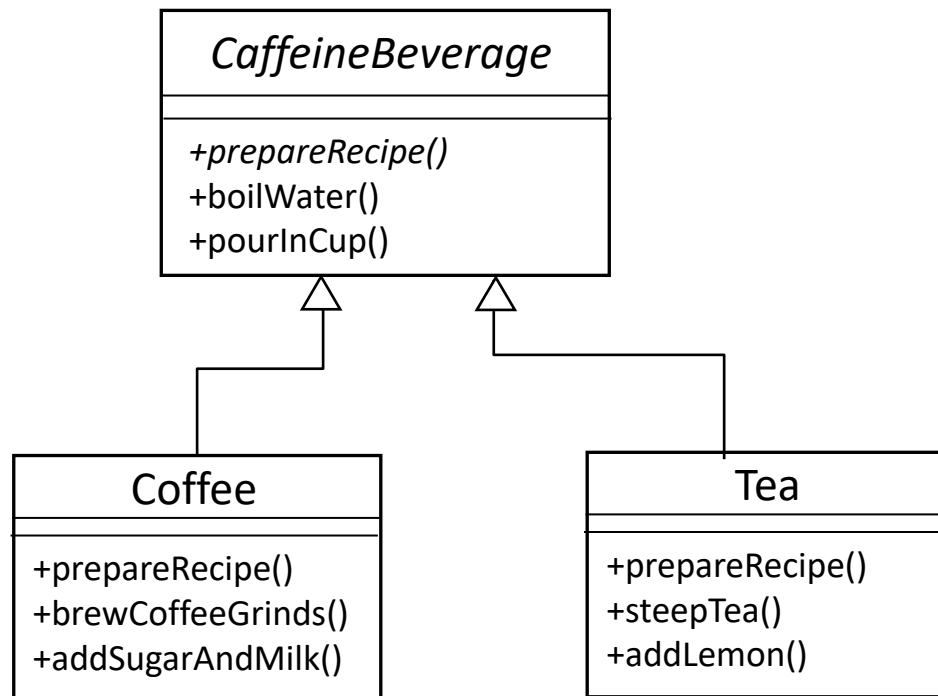 CaffeineBeverage
+prepareRecipe()
+boilWater()
+pourInCup()
Coffee
+prepareRecipe()
+brewCoffeeGrinds()
+addSugarAndMilk()
Tea
+prepareRecipe()
+steepTea()
+addLemon()